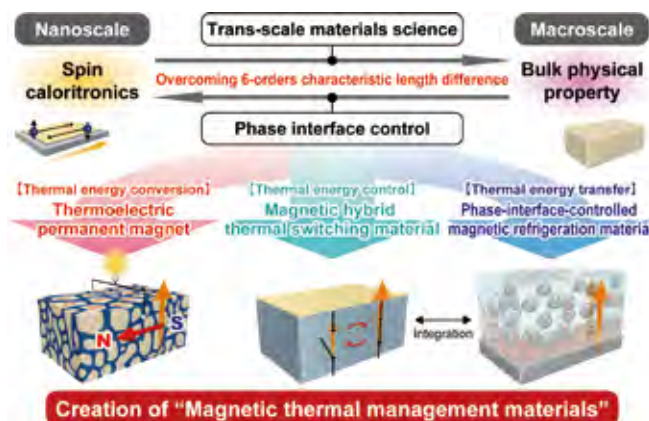 Nanoscale
Trans-scale materials science
Macroscale
Spin
caloritronics
Overcoming 6-orders characteristic length difference
Bulk physical
property
Phase interface control
[Thermal energy conversion]
Thermoelectric
permanent magnet
[Thermal energy control]
Magnetic hybrid
thermal switching material
[Thermal energy transfer]
Phase-interface-controlled
magnetic refrigeration material
N
S
integration
Creation of “Magnetic thermal management materials”